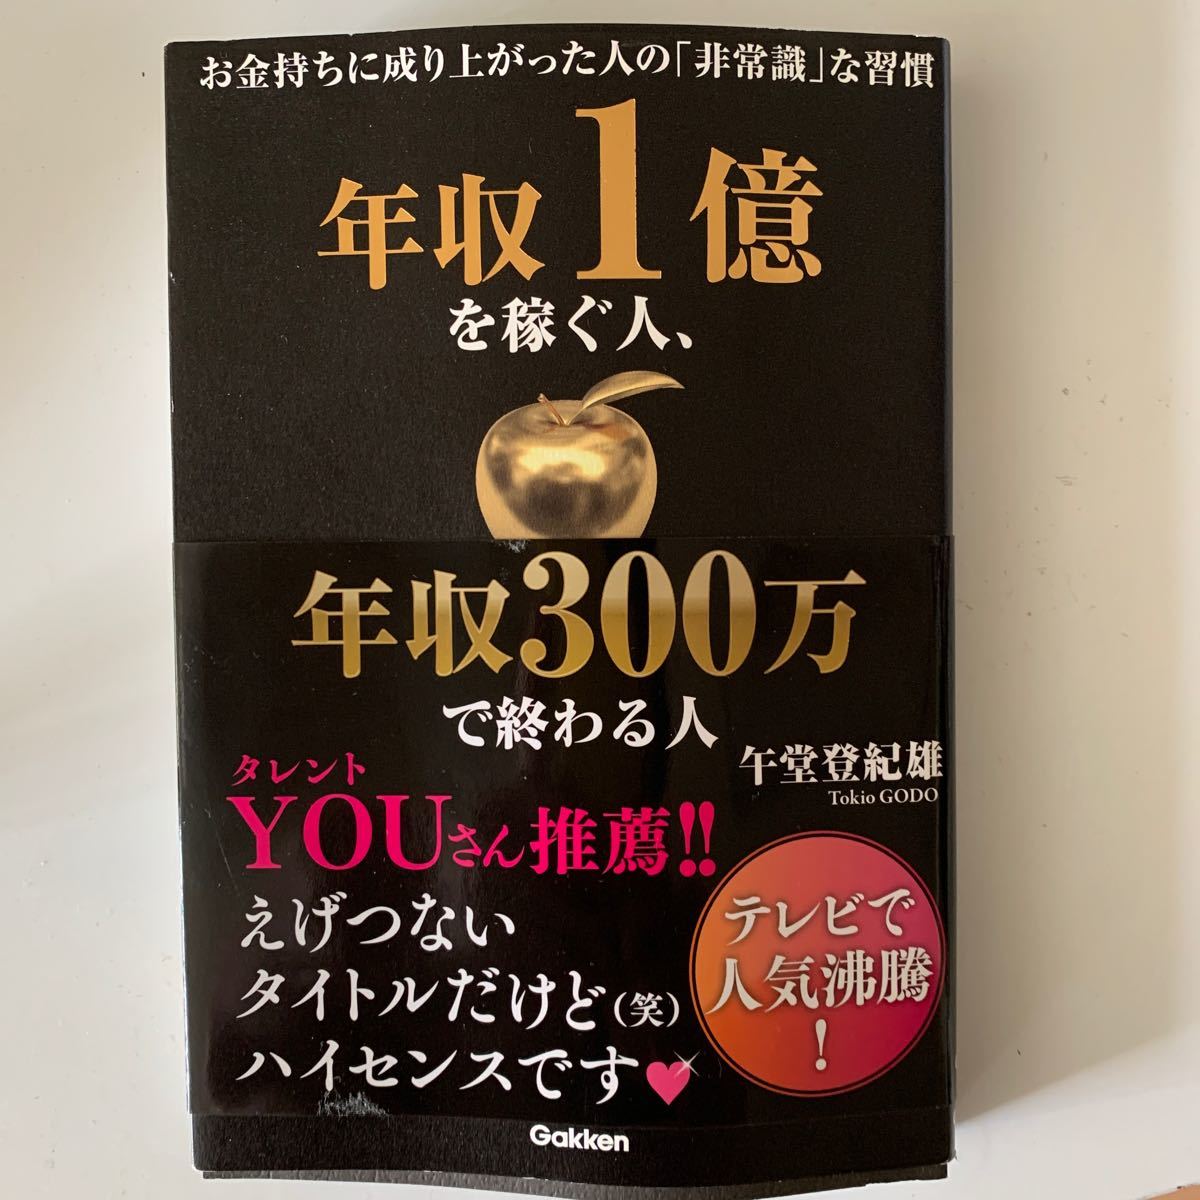 お金持ちに成り上がった人の「非常識」な習慣
年収1億
を稼ぐ人、
年収300万
で終わる人
午堂登紀雄
Tokio GODO
タレント
YOUさん推薦!!
えげつない
タイトルだけど(笑)
ハイセンスです
テレビで
人気沸騰
!
Gakken